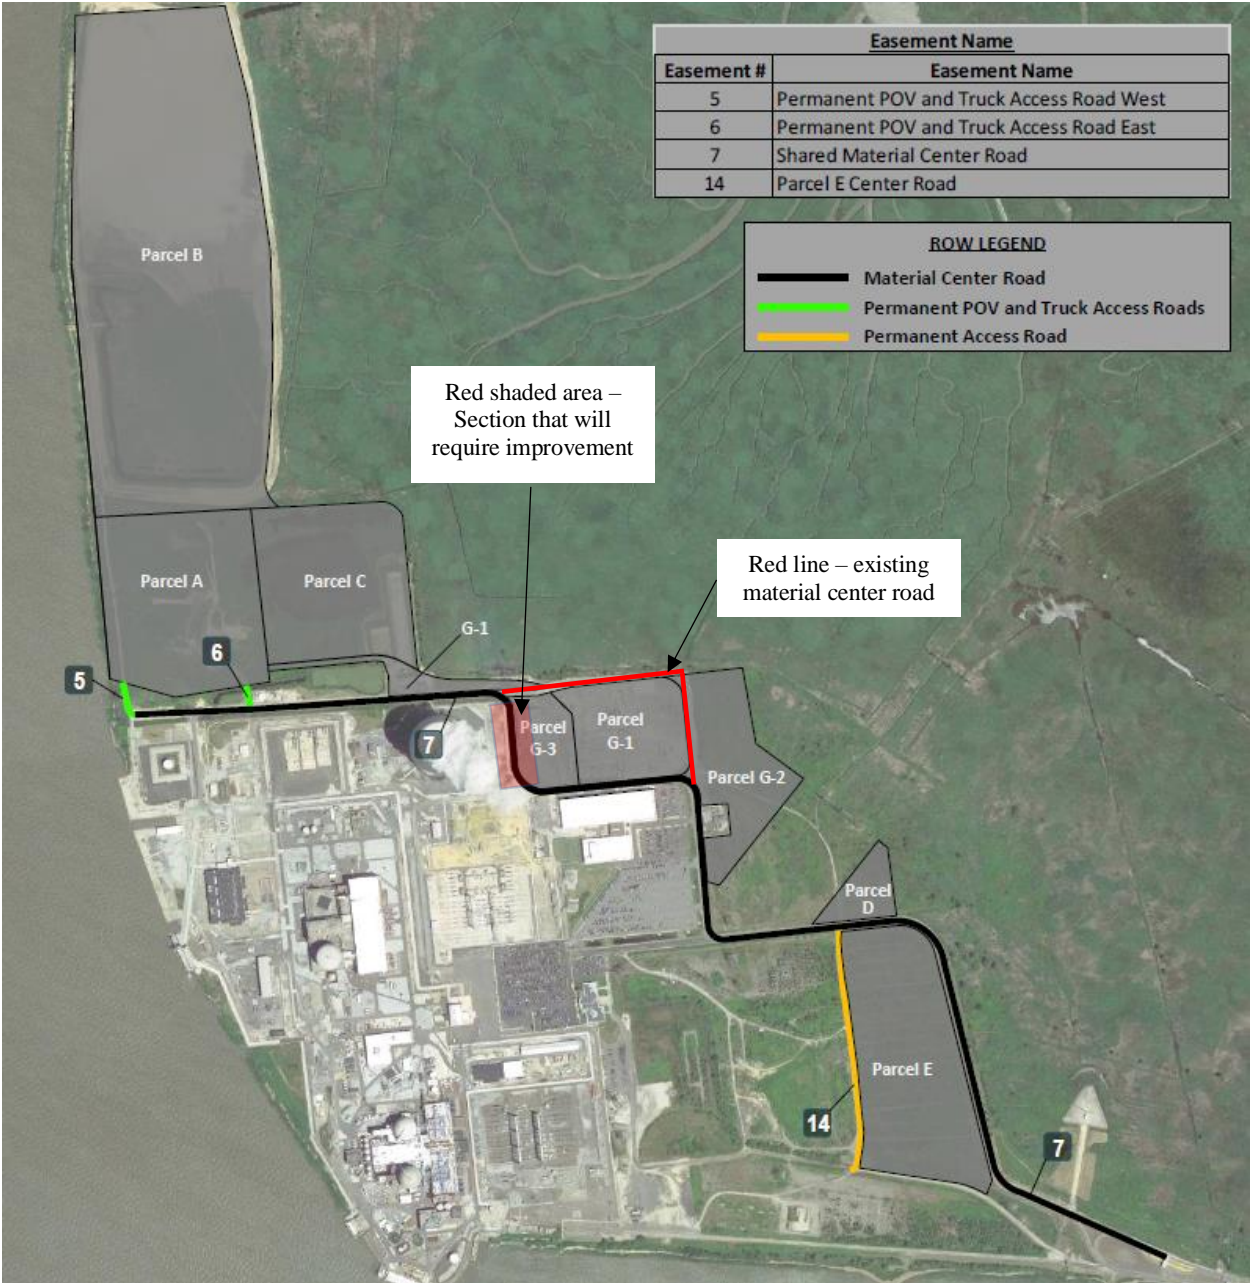 Easement Name
Easement # Easement Name
5 Permanent POV and Truck Access Road West
6 Permanent POV and Truck Access Road East
7 Shared Material Center Road
14 Parcel E Center Road
ROW LEGEND
Material Center Road
Permanent POV and Truck Access Roads
Permanent Access Road
Parcel B
Red shaded area –
Section that will
require improvement
Red line – existing
material center road
Parcel A
Parcel C
G-1
6
5
7
Parcel
G-3
Parcel
G-1
Parcel G-2
Parcel
D
Parcel E
14
7